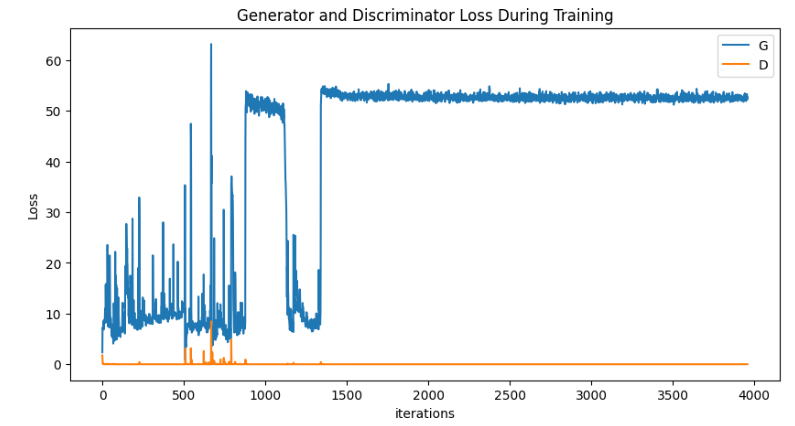 Generator and Discriminator Loss During Training
G
D
60
50
40
30
20
10
0
Loss
0 500 1000 1500 2000 2500 3000 3500 4000
iterations